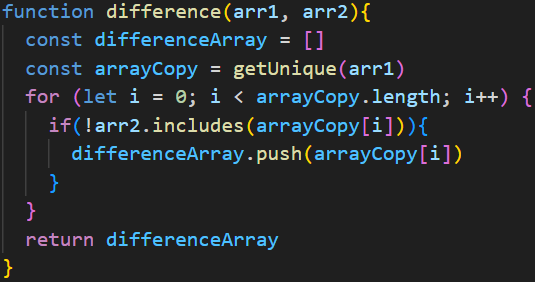 function difference(arr1, arr2){
  const differenceArray = []
  const arrayCopy = getUnique(arr1)
  for (let i = 0; i < arrayCopy.length; i++) {
    if(!arr2.includes(arrayCopy[i])){
      differenceArray.push(arrayCopy[i])
    }
  }
  return differenceArray
}